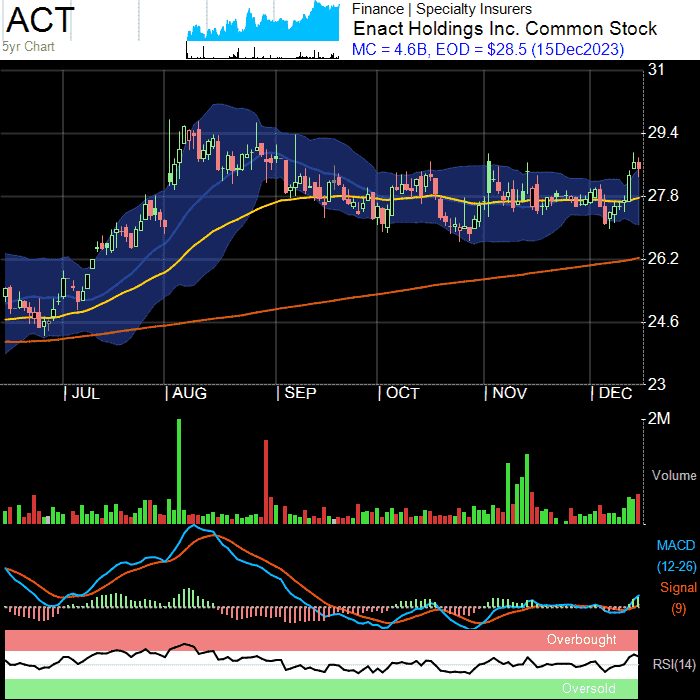 ACT
5yr Chart
Finance | Specialty Insurers
Enact Holdings Inc. Common Stock
MC = 4.6B, EOD = $28.5 (15Dec2023)
31
29.4
27.8
26.2
24.6
23
| JUL | AUG | SEP | OCT | NOV | DEC
2M
Volume
MACD
(12-26)
Signal
(9)
Overbought
RSI(14)
Oversold